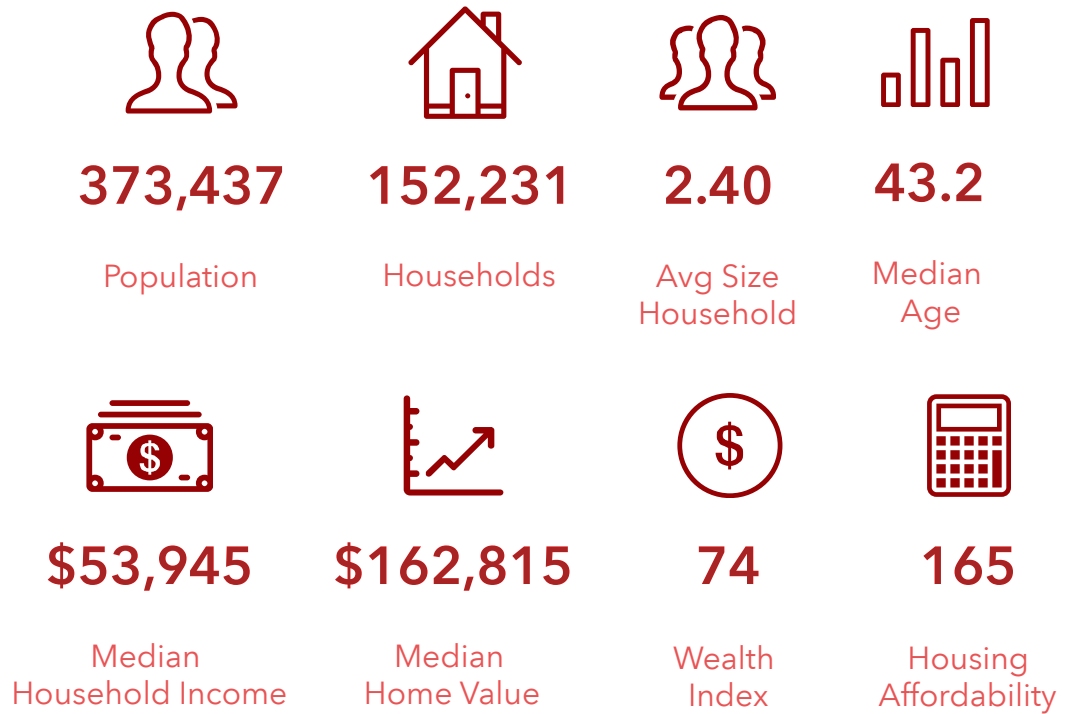 373,437
152,231
2.40
43.2
Population
Households
Avg Size
Household
Median
Age
$
$
$53,945
$162,815
74
165
Median
Household Income
Median
Home Value
Wealth
Index
Housing
Affordability